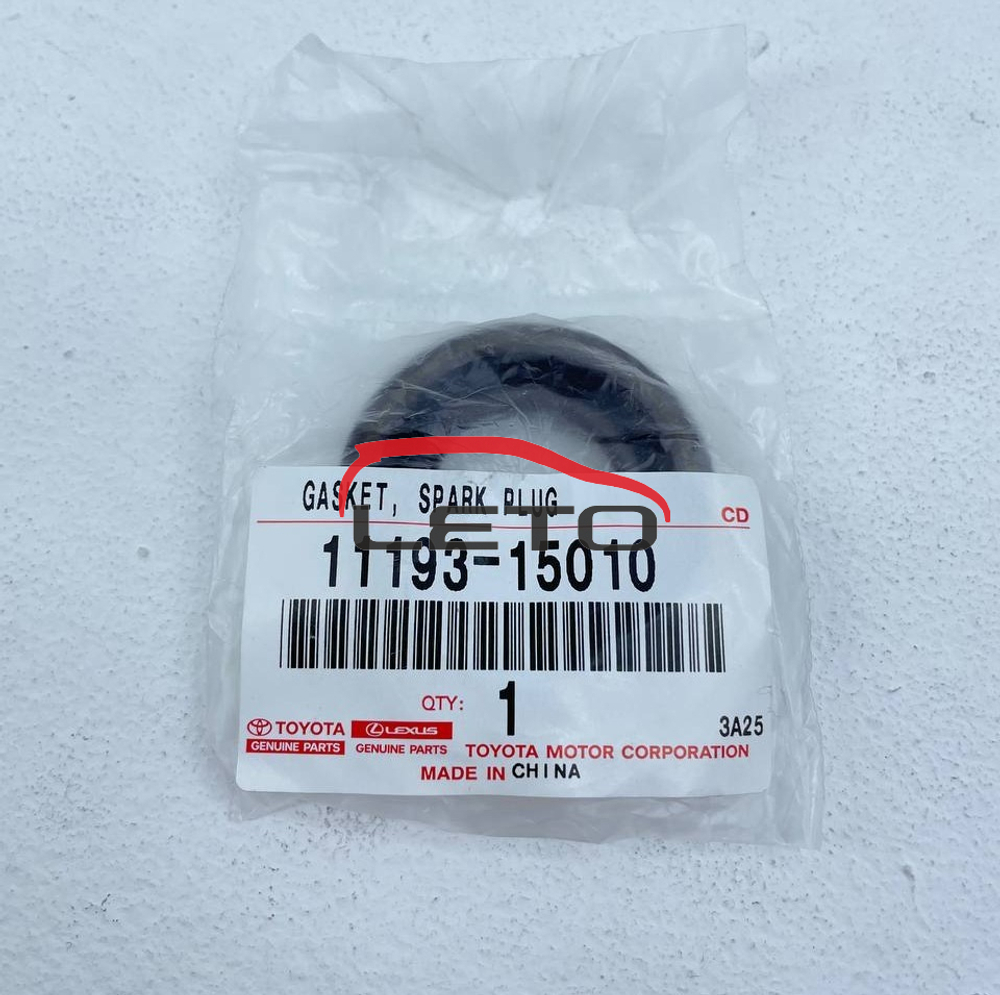 GASKET, SPARK PLUG
CD
LETO
11193-15010
QTY: 1
3A25
TOYOTA LEXUS
GENUINE PARTS GENUINE PARTS TOYOTA MOTOR CORPORATION
MADE IN CHINA